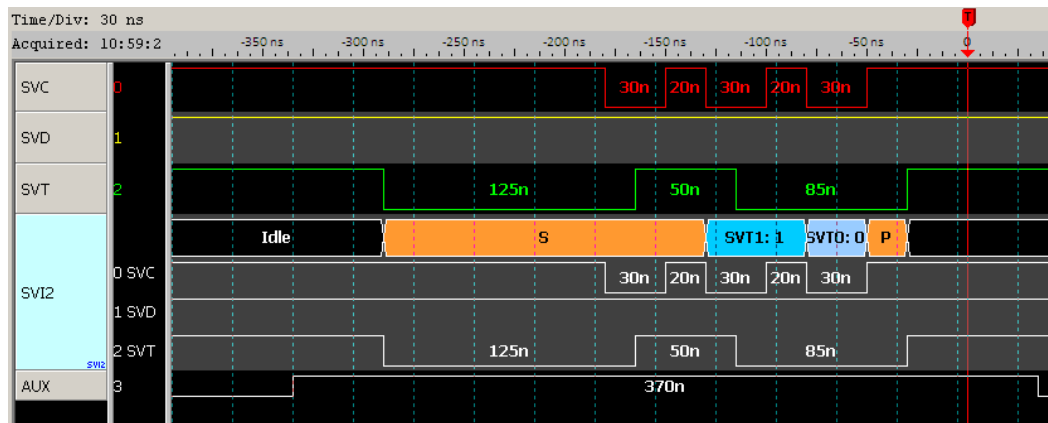 Time/Div: 30 ns
Acquired: 10:59:2
-350 ns -300 ns -250 ns -200 ns -150 ns -100 ns -50 ns 0
T
SVC 0 30n 20n 30n 20n 30n
SVD 1
SVT 2 125n 50n 85n
Idle S SVT1: 1 SVT0: 0 P
SVI2
0 SVC 30n 20n 30n 20n 30n
1 SVD
2 SVT 125n 50n 85n
SVI2
AUX 3 370n